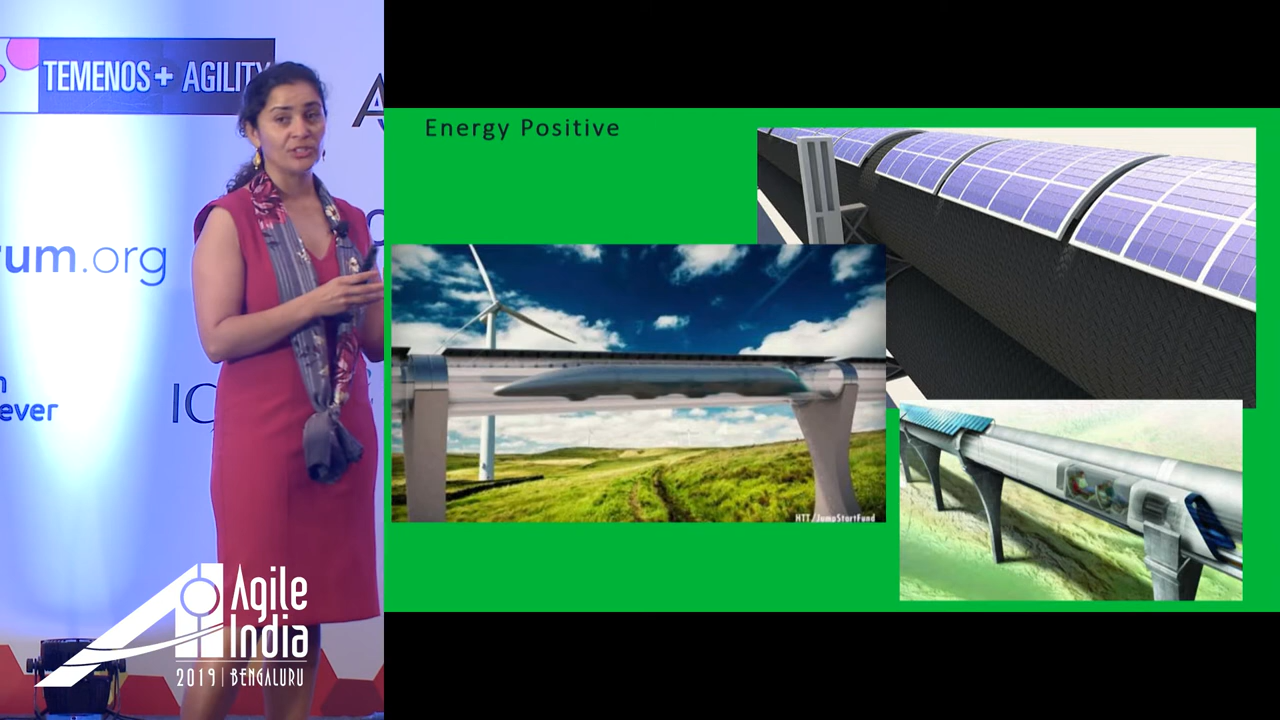 TEMENOS+ AGILITY
um.org
ever
Agile
India
2019 | BENGALURU
Energy Positive
HTT/JumpStartFund